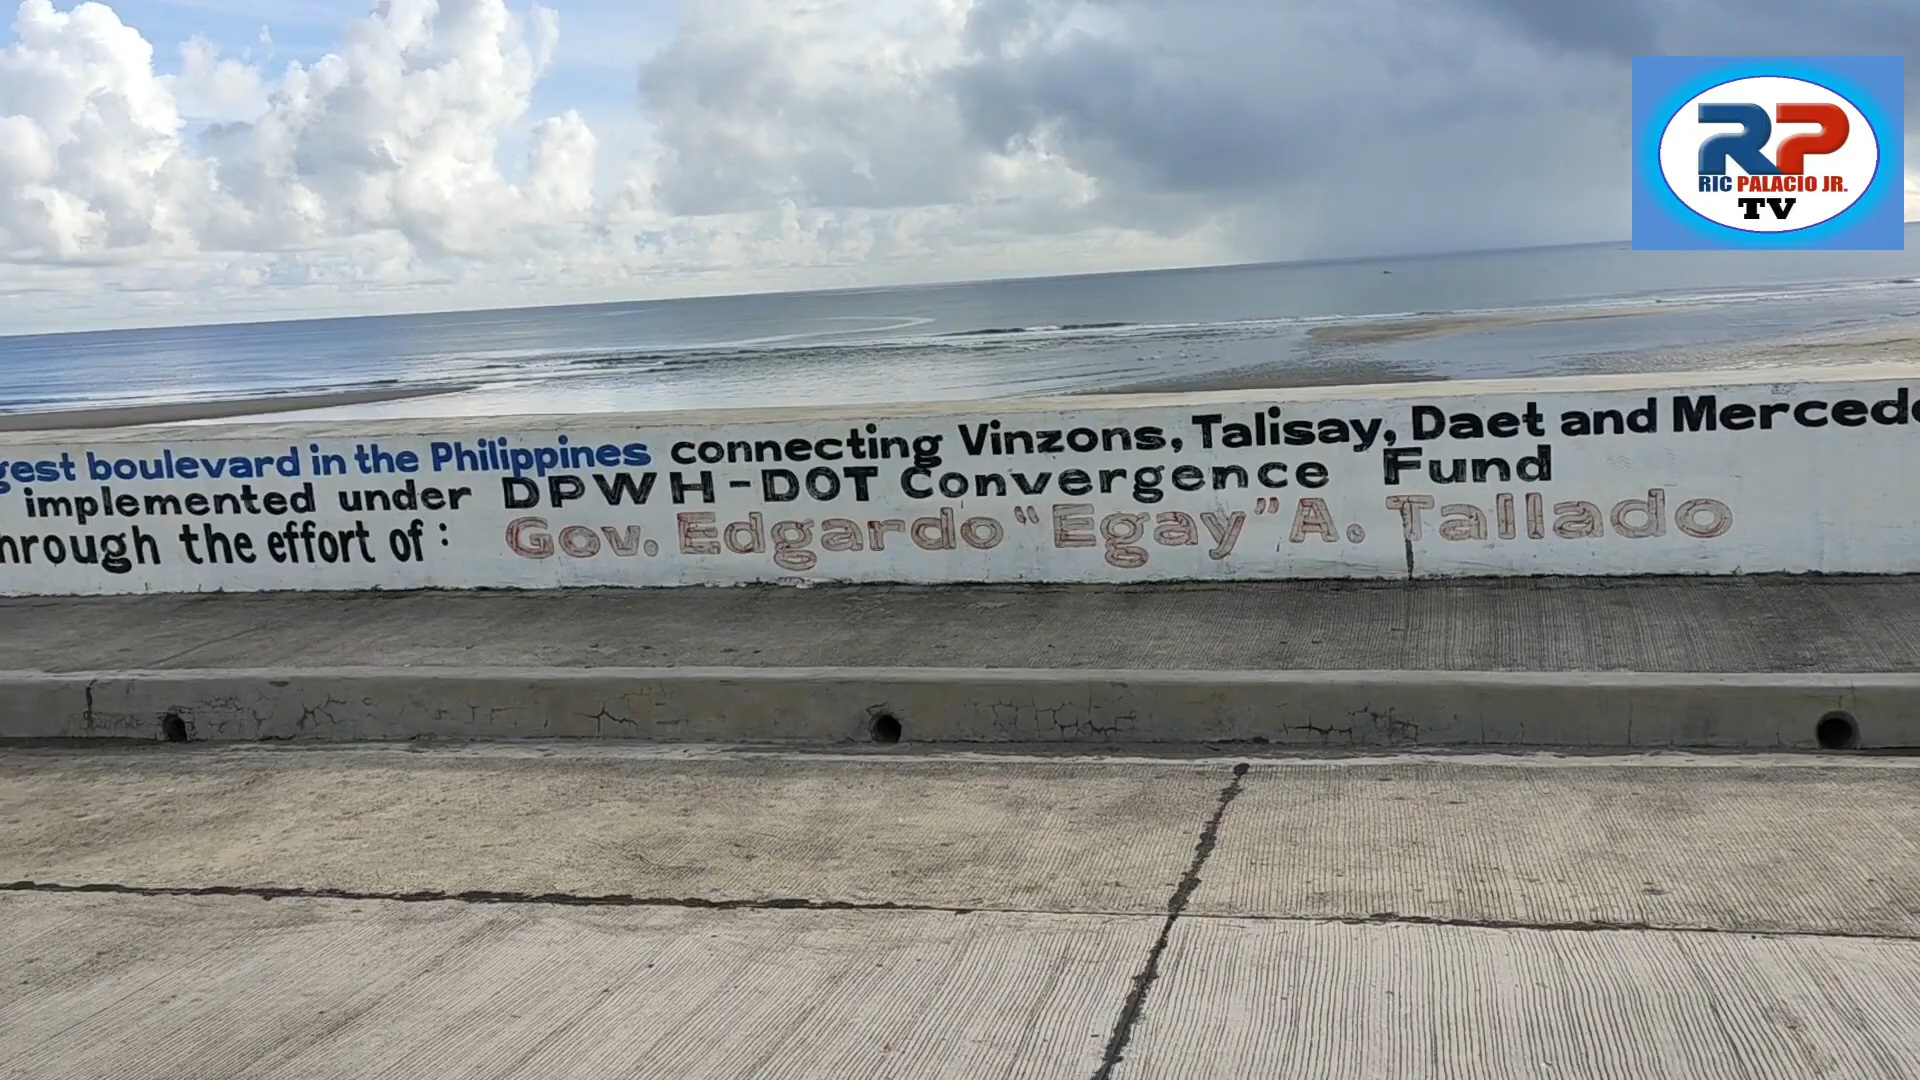 gest boulevard in the Philippines connecting Vinzons, Talisay, Daet and Mercede
implemented under DPWH-DOT Convergence Fund
hrough the effort of : Gov. Edgardo "Egay" A. Tallado
RP
RIC PALACIO JR.
TV